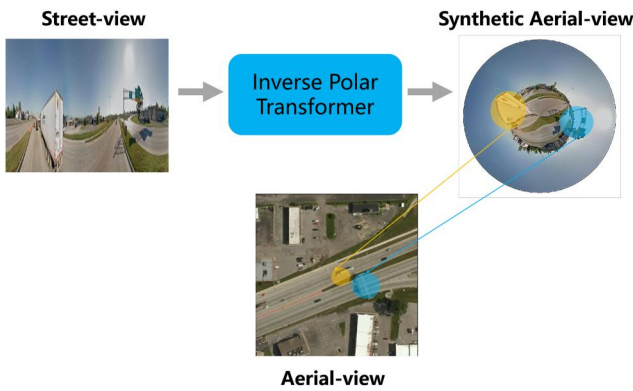 Street-view
Synthetic Aerial-view
Inverse Polar
Transformer
Aerial-view